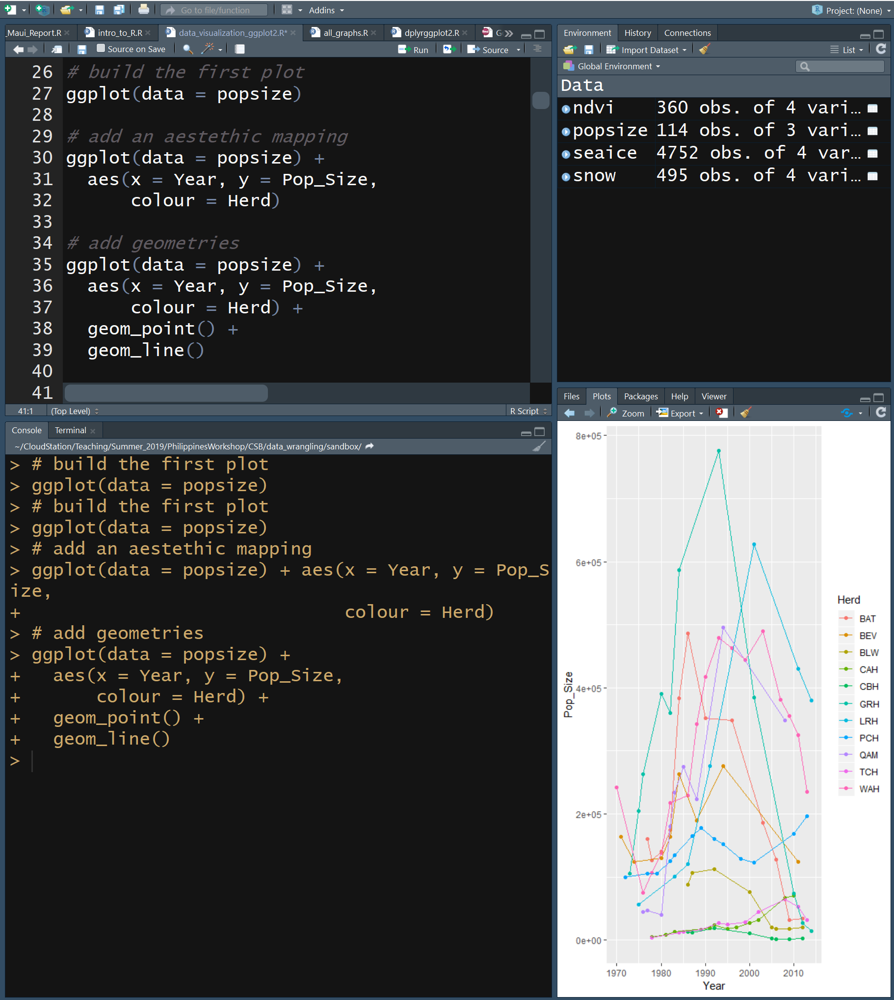 Go to file/function
Addins
Project: (None)
_Maui_Report.R
intro_to_R.R
data_visualization_ggplot2.R*
all_graphs.R
dplyrggplot2.R
Source on Save
Run
Source
26 # build the first plot
27 ggplot(data = popsize)
28
29 # add an aestethic mapping
30 ggplot(data = popsize) +
31 aes(x = Year, y = Pop_Size,
32 colour = Herd)
33
34 # add geometries
35 ggplot(data = popsize) +
36 aes(x = Year, y = Pop_Size,
37 colour = Herd) +
38 geom_point() +
39 geom_line()
40
41
41:1 (Top Level) R Script
Console Terminal
~/CloudStation/Teaching/Summer_2019/PhilippinesWorkshop/CSB/data_wrangling/sandbox/
> # build the first plot
> ggplot(data = popsize)
> # build the first plot
> ggplot(data = popsize)
> # add an aestethic mapping
> ggplot(data = popsize) + aes(x = Year, y = Pop_S
ize,
+ colour = Herd)
> # add geometries
> ggplot(data = popsize) +
+ aes(x = Year, y = Pop_Size,
+ colour = Herd) +
+ geom_point() +
+ geom_line()
>
Environment History Connections
Import Dataset List
Global Environment
Data
ndvi 360 obs. of 4 vari…
popsize 114 obs. of 3 vari…
seaice 4752 obs. of 4 var…
snow 495 obs. of 4 vari…
Files Plots Packages Help Viewer
Zoom Export
8e+05
6e+05
4e+05
2e+05
0e+00
Pop_Size
1970 1980 1990 2000 2010
Year
Herd
BAT
BEV
BLW
CAH
CBH
GRH
LRH
PCH
QAM
TCH
WAH